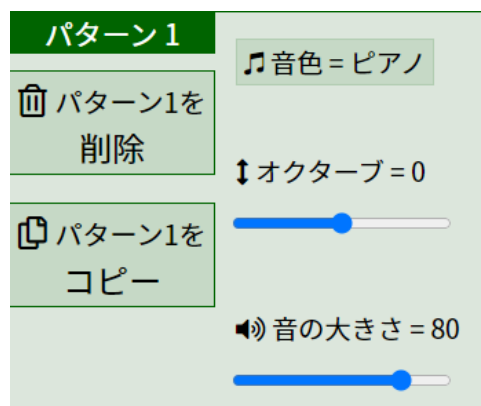 パターン 1
パターン1を
削除
パターン1を
コピー
音色 = ピアノ
オクターブ = 0
音の大きさ = 80